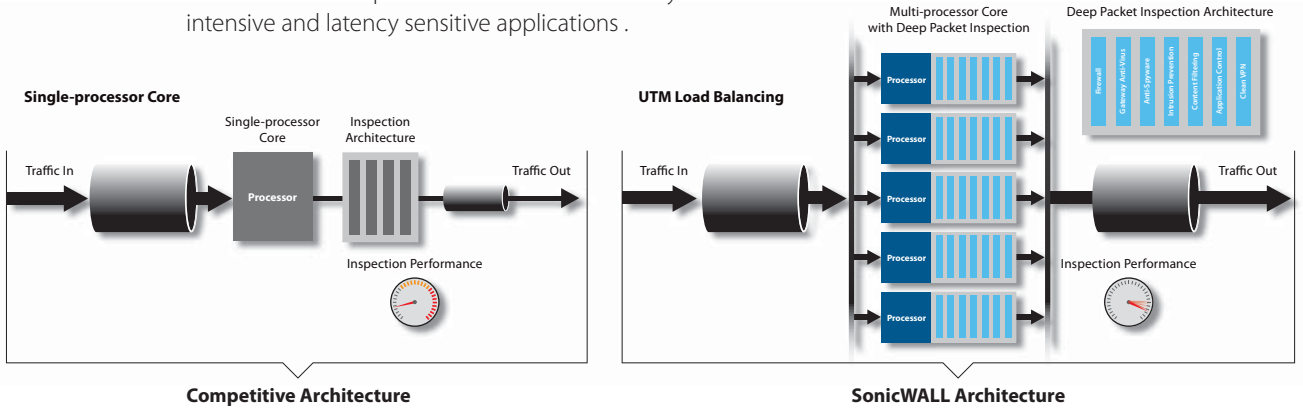 intensive and latency sensitive applications .
Single-processor Core
Single-processor
Core
Inspection
Architecture
Traffic In
Processor
Traffic Out
Inspection Performance
Competitive Architecture
UTM Load Balancing
Multi-processor Core
with Deep Packet Inspection
Deep Packet Inspection Architecture
Firewall
Gateway Anti-Virus
Anti-Spyware
Intrusion Prevention
Content Filtering
Application Control
Clean VPN
Traffic In
Processor
Processor
Processor
Processor
Processor
Traffic Out
Inspection Performance
SonicWALL Architecture